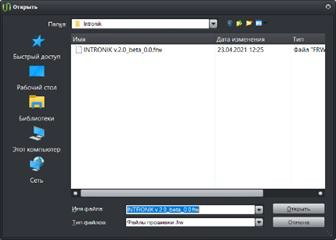 Открыть
Папка: Intronik
Имя Дата изменения Тип
INTRONIK v.2.0_beta_0.0.frw 23.04.2021 12:25 Файл "FRW
Быстрый доступ
Рабочий стол
Библиотеки
Этот компьютер
Сеть
Имя файла: INTRONIK v.2.0_beta_0.0.frw Открыть
Тип файлов: Файлы прошивки .frw Отмена